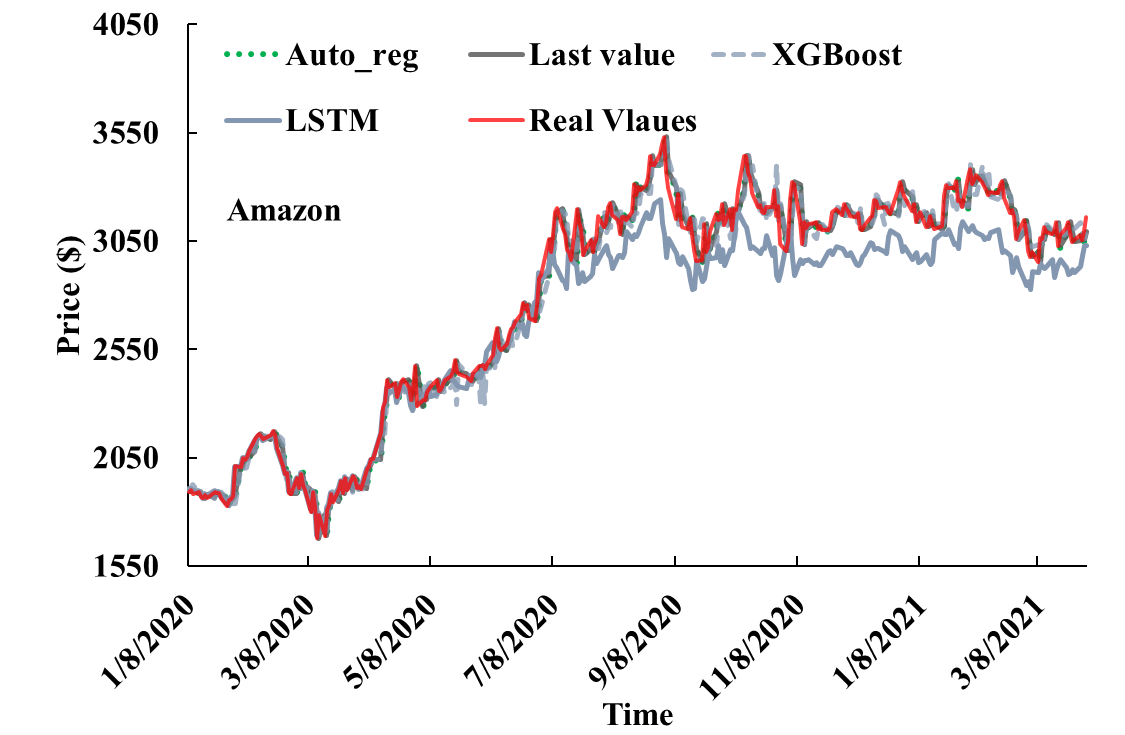 4050
Auto_reg Last value XGBoost
3550
LSTM Real Vlaues
Amazon
3050
Price ($)
2550
2050
1550
1/8/2020 3/8/2020 5/8/2020 7/8/2020 9/8/2020 11/8/2020 1/8/2021 3/8/2021
Time